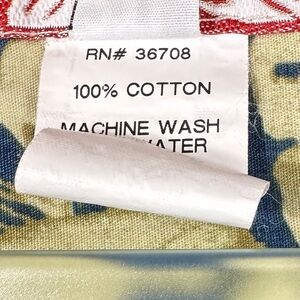 RN# 36708
100% COTTON
MACHINE WASH
WATER